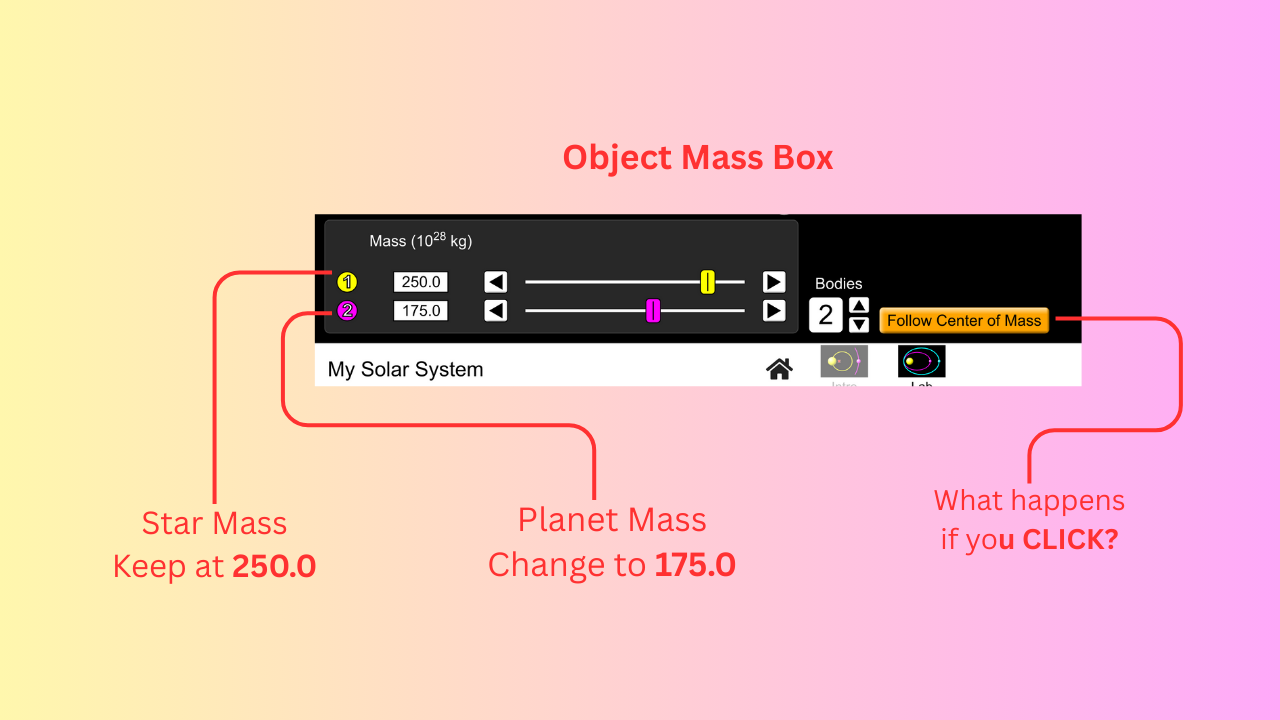 Object Mass Box
Mass (10²⁸ kg)
1 250.0
2 175.0
Bodies
2
Follow Center of Mass
My Solar System
Intro
Lab
Star Mass
Keep at 250.0
Planet Mass
Change to 175.0
What happens
if you CLICK?